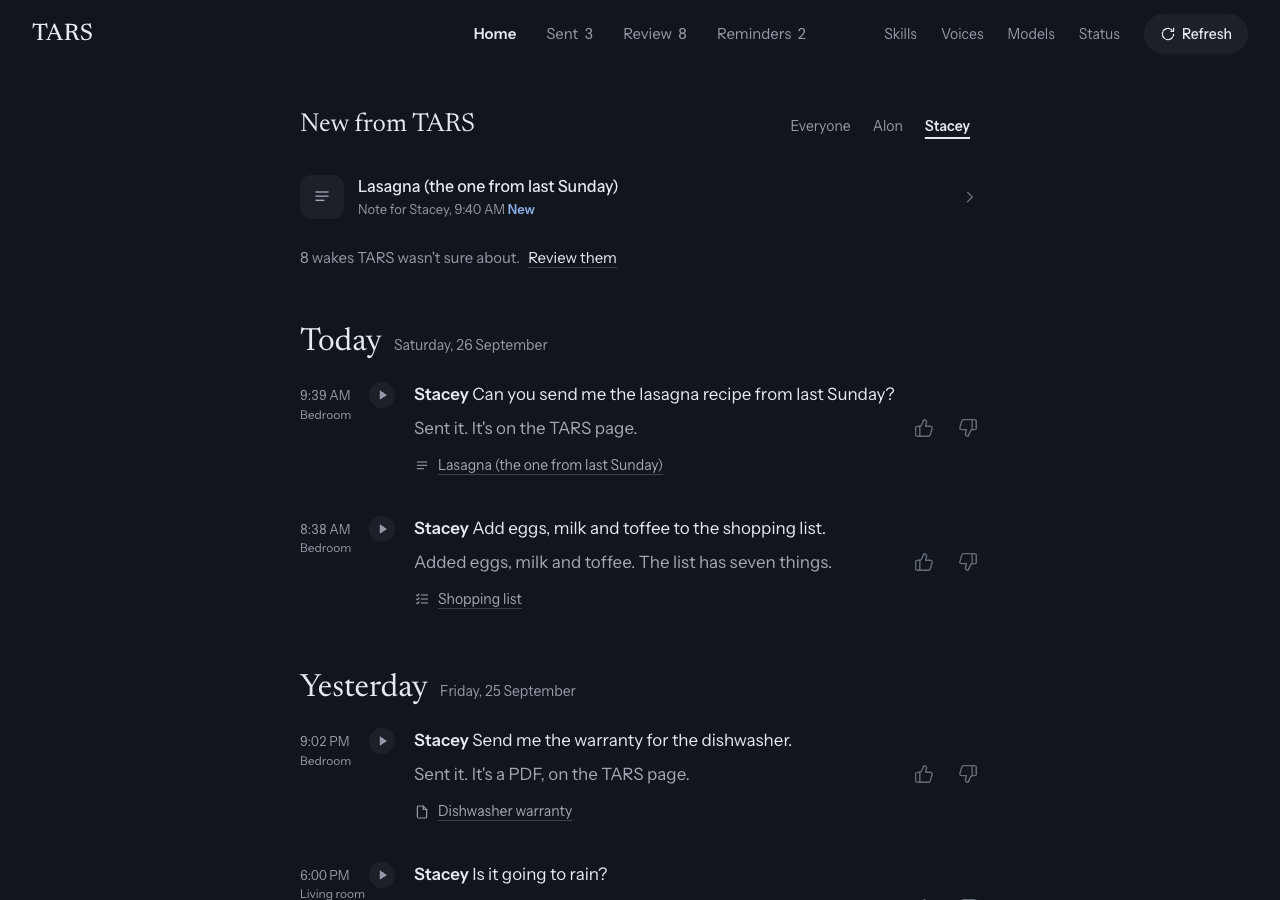 TARS
Home Sent 3 Review 8 Reminders 2 Skills Voices Models Status Refresh
New from TARS
Everyone Alon Stacey
Lasagna (the one from last Sunday)
Note for Stacey, 9:40 AM New
8 wakes TARS wasn't sure about. Review them
Today Saturday, 26 September
9:39 AM Stacey Can you send me the lasagna recipe from last Sunday?
Bedroom
Sent it. It's on the TARS page.
Lasagna (the one from last Sunday)
8:38 AM Stacey Add eggs, milk and toffee to the shopping list.
Bedroom
Added eggs, milk and toffee. The list has seven things.
Shopping list
Yesterday Friday, 25 September
9:02 PM Stacey Send me the warranty for the dishwasher.
Bedroom
Sent it. It's a PDF, on the TARS page.
Dishwasher warranty
6:00 PM Stacey Is it going to rain?
Living room